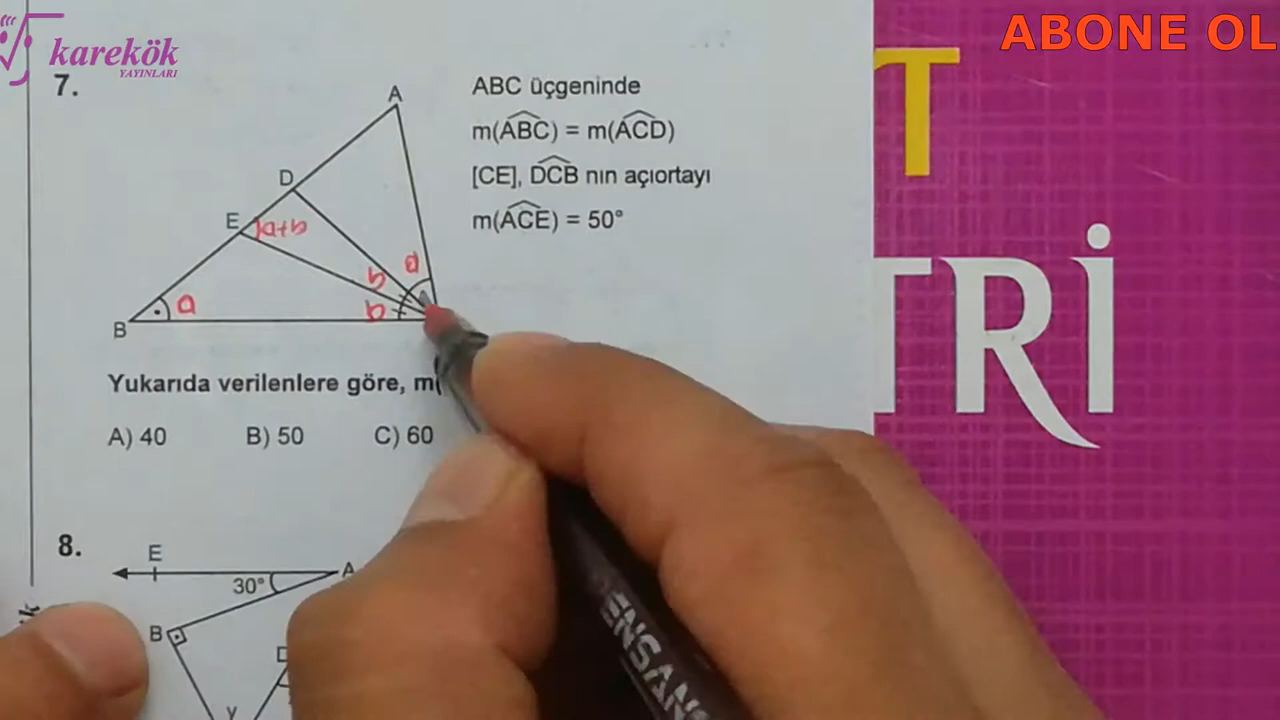 karekök
YAYINLARI
ABONE OL
7.
ABC üçgeninde
m(ABC) = m(ACD)
[CE], DCB nın açıortayı
m(ACE) = 50°
A
D
E
a+b
b
a
B
a
b
Yukarıda verilenlere göre, m(
A) 40
B) 50
C) 60
8.
E
A
30°
B
D
y
T
TRİ
ENSAN